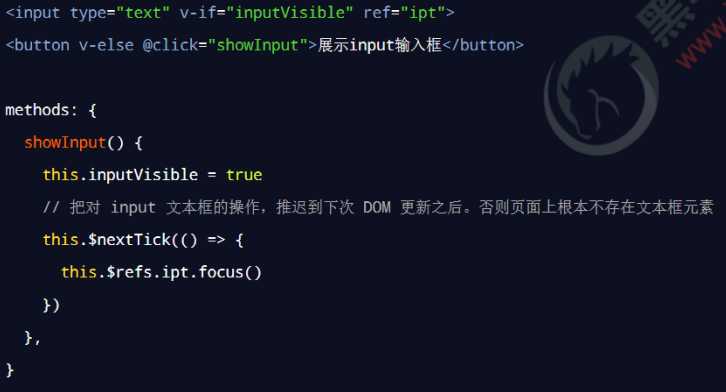 <input type="text" v-if="inputVisible" ref="ipt">
<button v-else @click="showInput">展示input输入框</button>
methods: {
showInput() {
this.inputVisible = true
// 把对 input 文本框的操作，推迟到下次 DOM 更新之后。否则页面上根本不存在文本框元素
this.$nextTick(() => {
this.$refs.ipt.focus()
})
},
}
黑
www.